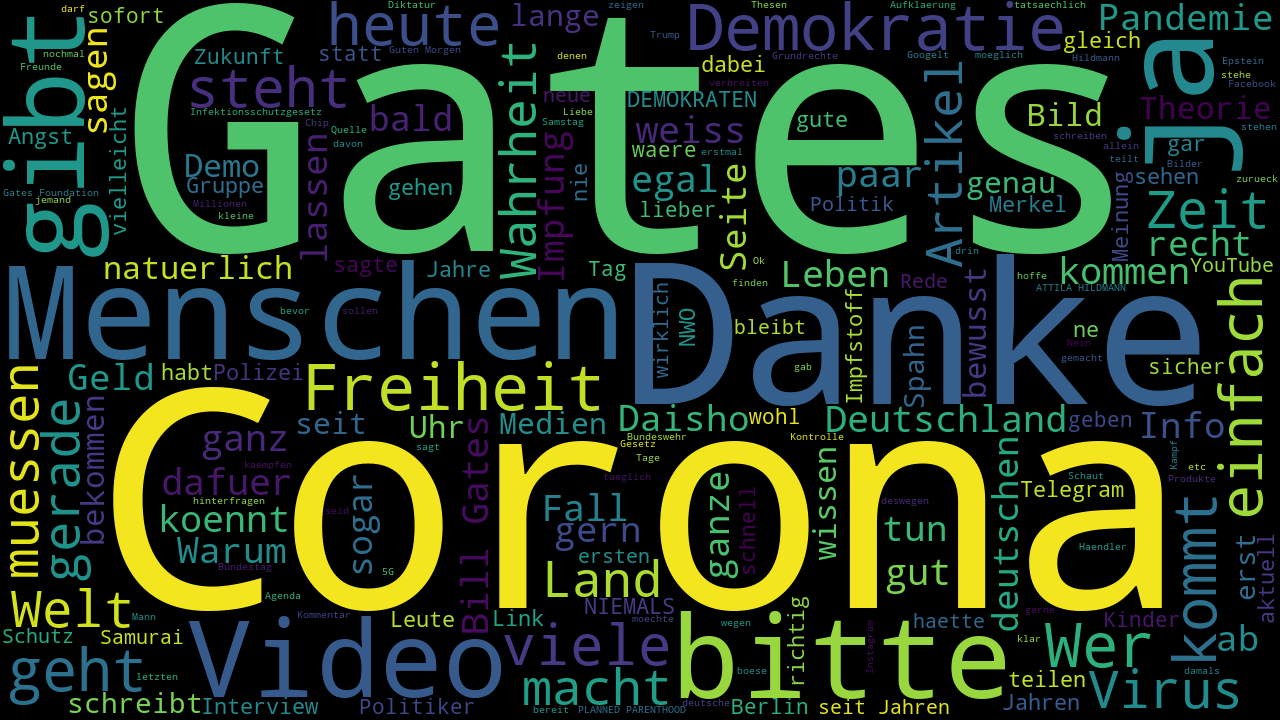 darf
sofort
Diktatur
heute
lange
zeigen
Demokratie
Thesen
Aufklaerung
tatsaechlich
Pandemie
nochmal
Freunde
gibt
sagen
Zukunft
statt
Guten Morgen
Trump
denen
Gates
dabei
Grundrechte
Googelt
moeglich
gleich
Hildmann
ja
Epstein
stehe
Facebook
steht
Wahrheit
neue
verbreiten
DEMOKRATEN
Artikel
Bild
Theorie
Angst
vielleicht
Infektionsschutzgesetz
Chip
Quelle
davon
bald
Liebe
Samstag
weiss
gute
schreiben
stehen
allein
gar
teilt
Bilder
Demo
Gruppe
lassen
Impfung
waere
erstmal
egal
paar
genau
sehen
zurueck
Gates Foundation
jemand
Millionen
kleine
gehen
nie
lieber
Seite
Politik
Merkel
Meinung
Zeit
natuerlich
sagte
Jahre
Tag
finden
Ok
Leben
Rede
drin
hoffe
kommen
recht
YouTube
Menschen
bevor
sollen
wirklich
NWO
Danke
bleibt
gab
Impfstoff
Spahn
bewusst
ATTILA HILDMANN
ne
Nein
gemacht
sicher
einfach
muessen
Geld
habt
Polizei
Freiheit
gerade
bekommen
seit
Uhr
sagt
Medien
Daisho
wohl
Bundeswehr
Gesetz
Tage
Kontrolle
Deutschland
geben
Info
ganz
kaempfen
dafuer
hinterfragen
seid
koennt
Warum
Bundestag
Agenda
Corona
sogar
5G
Bill Gates
Fall
gern
ersten
taeglich
ganze
schnell
wissen
deswegen
tun
gut
deutschen
Telegram
Schaut
Kampf
etc
Produkte
Haendler
kommt
erst
aktuell
Land
Welt
Mann
Kommentar
Leute
Link
NIEMALS
moechte
wegen
richtig
haette
gerne
Kinder
Schutz
Samurai
geht
letzten
Video
viele
bitte
boese
Instagram
klar
Wer
damals
ab
schreibt
Interview
Politiker
macht
bereit
PLANNED PARENTHOOD
deutsche
Berlin
seit Jahren
teilen
Jahren
Virus